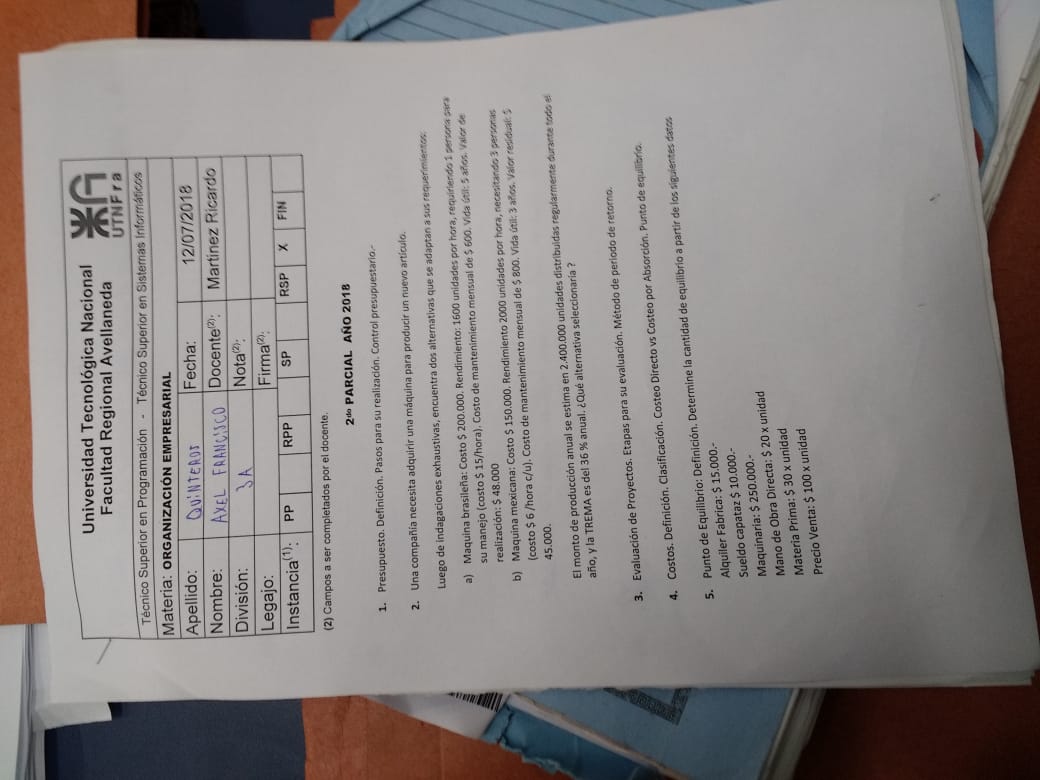 Universidad Tecnológica Nacional
Facultad Regional Avellaneda
UTNFra
Técnico Superior en Programación - Técnico Superior en Sistemas Informáticos
Materia: ORGANIZACIÓN EMPRESARIAL
Apellido: QUINTEROS Fecha: 12/07/2018
Nombre: AXEL FRANCISCO Docente(2): Martinez Ricardo
División: 3A Nota(2):
Legajo: Firma(2):
Instancia(1): PP RPP SP RSP X FIN
(2) Campos a ser completados por el docente.
2do PARCIAL AÑO 2018
1. Presupuesto. Definición. Pasos para su realización. Control presupuestario.-
2. Una compañía necesita adquirir una máquina para producir un nuevo artículo.
Luego de indagaciones exhaustivas, encuentra dos alternativas que se adaptan a sus requerimientos:
a) Maquina brasileña: Costo $ 200.000. Rendimiento: 1600 unidades por hora, requiriendo 1 persona para
su manejo (costo $ 15/hora). Costo de mantenimiento mensual de $ 600. Vida útil: 5 años. Valor de
realización: $ 48.000
b) Maquina mexicana: Costo $ 150.000. Rendimiento 2000 unidades por hora, necesitando 3 personas
(costo $ 6 /hora c/u). Costo de mantenimiento mensual de $ 800. Vida útil: 3 años. Valor residual: $
45.000.
El monto de producción anual se estima en 2.400.000 unidades distribuidas regularmente durante todo el
año, y la TREMA es del 36 % anual. ¿Qué alternativa seleccionaría ?
3. Evaluación de Proyectos. Etapas para su evaluación. Método de periodo de retorno.
4. Costos. Definición. Clasificación. Costeo Directo vs Costeo por Absorción. Punto de equilibrio.
5. Punto de Equilibrio: Definición. Determine la cantidad de equilibrio a partir de los siguientes datos
Alquiler Fabrica: $ 15.000.-
Sueldo capataz $ 10.000.-
Maquinaria: $ 250.000.-
Mano de Obra Directa: $ 20 x unidad
Materia Prima: $ 30 x unidad
Precio Venta: $ 100 x unidad